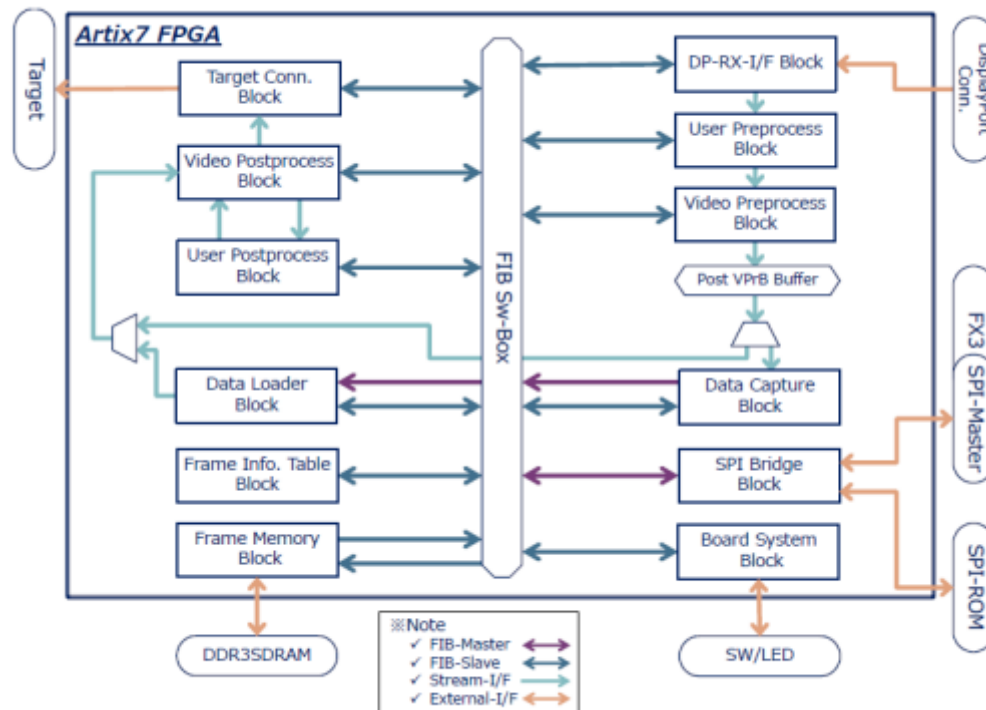 Artix7 FPGA
Target
Target Conn.
Block
Video Postprocess
Block
User Postprocess
Block
Data Loader
Block
Frame Info. Table
Block
Frame Memory
Block
FIB Sw-Box
DP-RX-I/F Block
User Preprocess
Block
Video Preprocess
Block
Post VPrB Buffer
Data Capture
Block
SPI Bridge
Block
Board System
Block
DisplayPort
Conn.
FX3
SPI-Master
SPI-ROM
DDR3SDRAM
SW/LED
※Note
✓ FIB-Master
✓ FIB-Slave
✓ Stream-I/F
✓ External-I/F